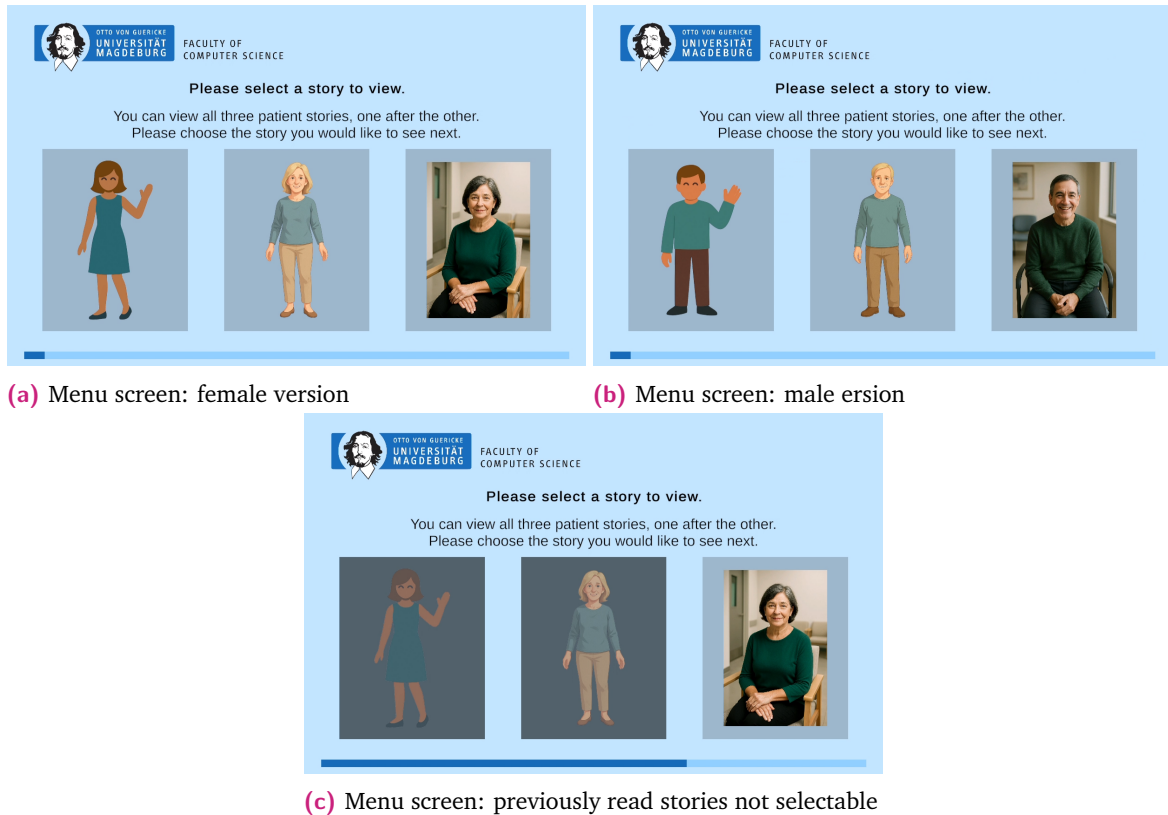 OTTO VON GUERICKE
UNIVERSITÄT
MAGDEBURG
FACULTY OF
COMPUTER SCIENCE
Please select a story to view.
You can view all three patient stories, one after the other.
Please choose the story you would like to see next.
(a) Menu screen: female version
OTTO VON GUERICKE
UNIVERSITÄT
MAGDEBURG
FACULTY OF
COMPUTER SCIENCE
Please select a story to view.
You can view all three patient stories, one after the other.
Please choose the story you would like to see next.
(b) Menu screen: male ersion
OTTO VON GUERICKE
UNIVERSITÄT
MAGDEBURG
FACULTY OF
COMPUTER SCIENCE
Please select a story to view.
You can view all three patient stories, one after the other.
Please choose the story you would like to see next.
(c) Menu screen: previously read stories not selectable